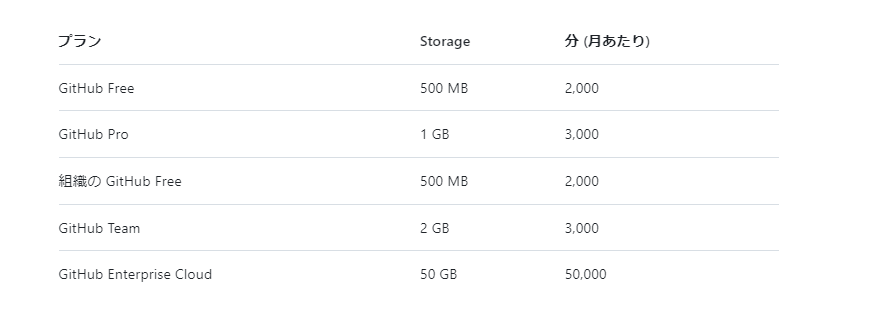 プラン Storage 分 (月あたり)
GitHub Free 500 MB 2,000
GitHub Pro 1 GB 3,000
組織の GitHub Free 500 MB 2,000
GitHub Team 2 GB 3,000
GitHub Enterprise Cloud 50 GB 50,000